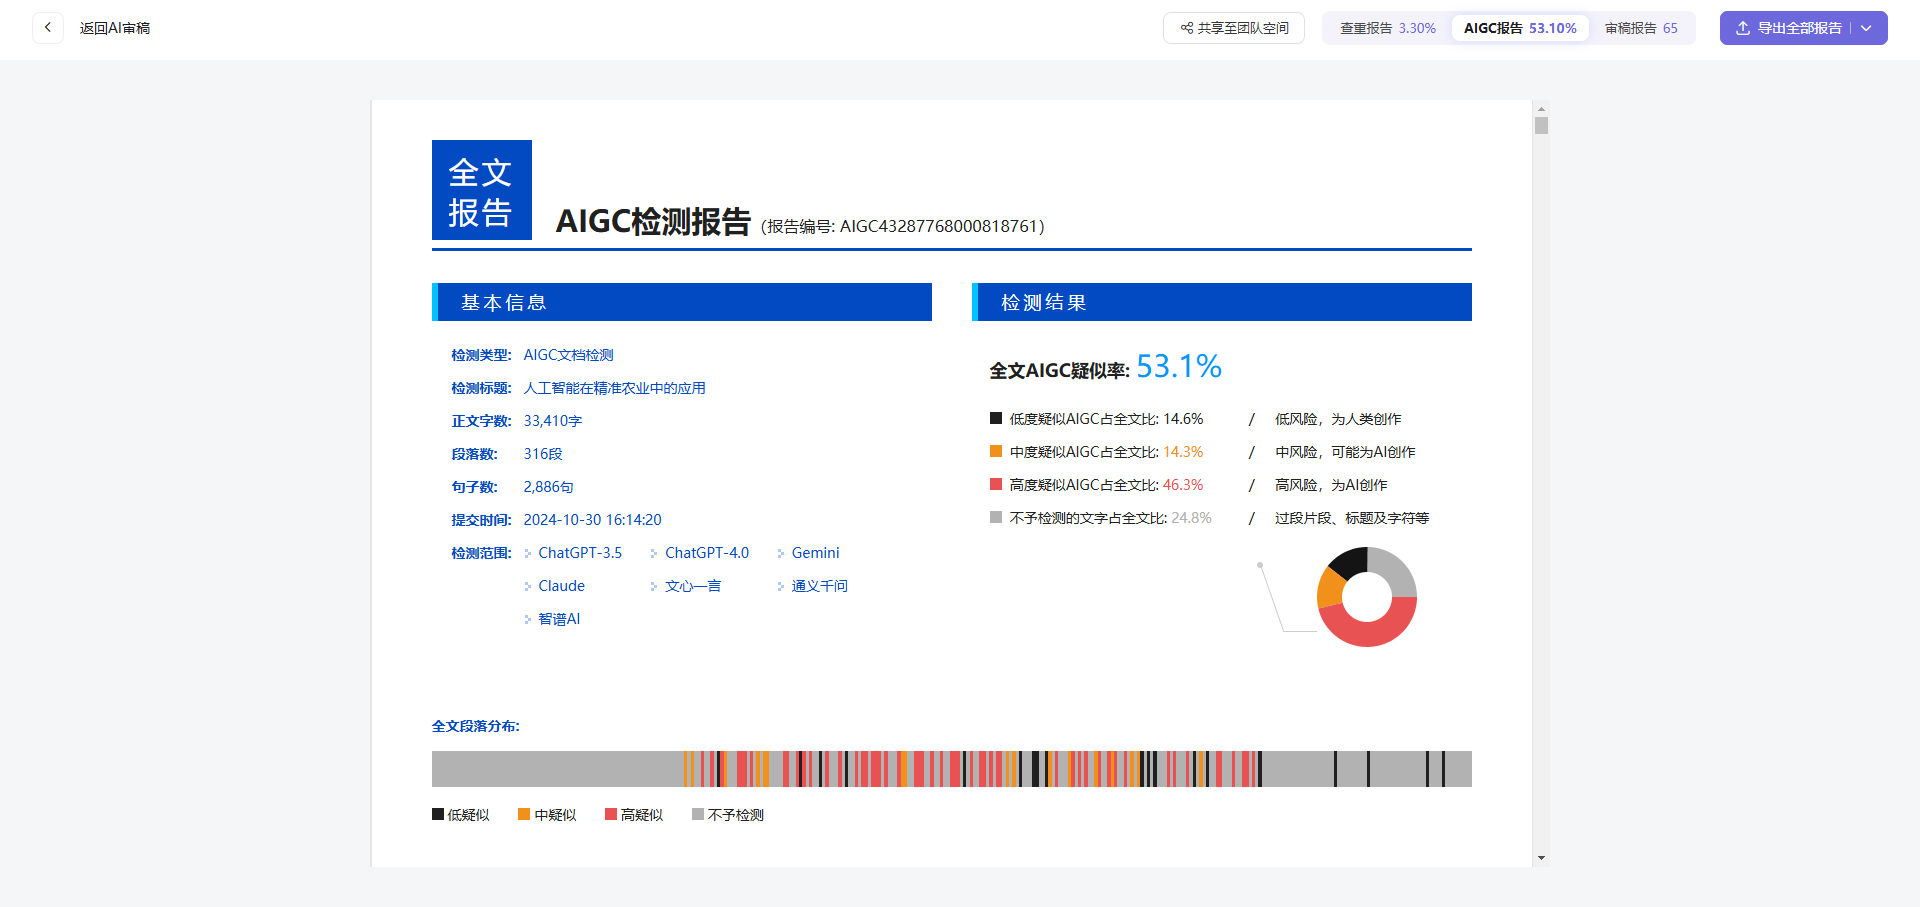 返回AI审稿
共享至团队空间
查重报告 3.30%
AIGC报告 53.10%
审稿报告 65
导出全部报告
全文
报告
AIGC检测报告 (报告编号: AIGC43287768000818761)
基本信息
检测类型: AIGC文档检测
检测标题: 人工智能在精准农业中的应用
正文字数: 33,410字
段落数: 316段
句子数: 2,886句
提交时间: 2024-10-30 16:14:20
检测范围: ChatGPT-3.5 ChatGPT-4.0 Gemini
Claude 文心一言 通义千问
智谱AI
检测结果
全文AIGC疑似率: 53.1%
低度疑似AIGC占全文比: 14.6% / 低风险，为人类创作
中度疑似AIGC占全文比: 14.3% / 中风险，可能为AI创作
高度疑似AIGC占全文比: 46.3% / 高风险，为AI创作
不予检测的文字占全文比: 24.8% / 过段片段、标题及字符等
全文段落分布:
低疑似 中疑似 高疑似 不予检测